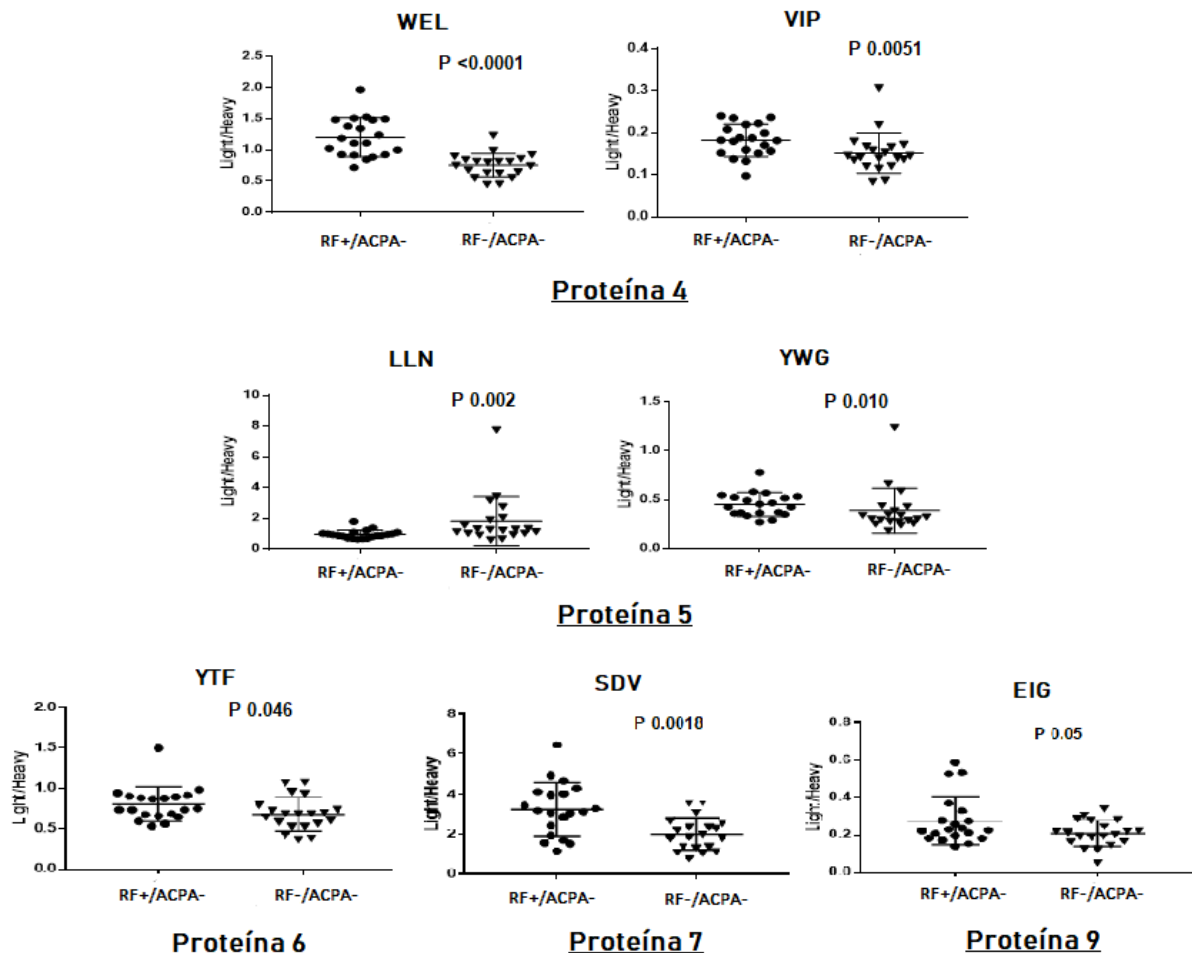 WEL
P <0.0001
2.5
2.0
1.5
1.0
0.5
0.0
Light/Heavy
RF+/ACPA-
RF-/ACPA-
VIP
P 0.0051
0.4
0.3
0.2
0.1
0.0
Light/Heavy
RF+/ACPA-
RF-/ACPA-
Proteína 4
LLN
P 0.002
10
8
6
4
2
0
Light/Heavy
RF+/ACPA-
RF-/ACPA-
YWG
P 0.010
1.5
1.0
0.5
0.0
Light/Heavy
RF+/ACPA-
RF-/ACPA-
Proteína 5
YTF
P 0.046
2.0
1.5
1.0
0.5
0.0
Light/Heavy
RF+/ACPA-
RF-/ACPA-
Proteína 6
SDV
P 0.0018
8
6
4
2
0
Light/Heavy
RF+/ACPA-
RF-/ACPA-
Proteína 7
EIG
P 0.05
0.8
0.6
0.4
0.2
0.0
Light/Heavy
RF+/ACPA-
RF-/ACPA-
Proteína 9